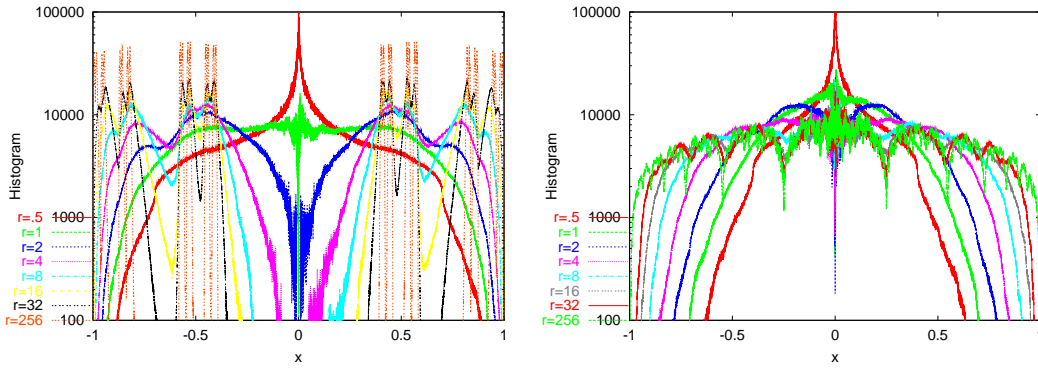 100000
10000
1000
100
Histogram
r=.5
r=1
r=2
r=4
r=8
r=16
r=32
r=256
-1
-0.5
0
0.5
1
x
100000
10000
1000
100
Histogram
r=.5
r=1
r=2
r=4
r=8
r=16
r=32
r=256
-1
-0.5
0
0.5
1
x